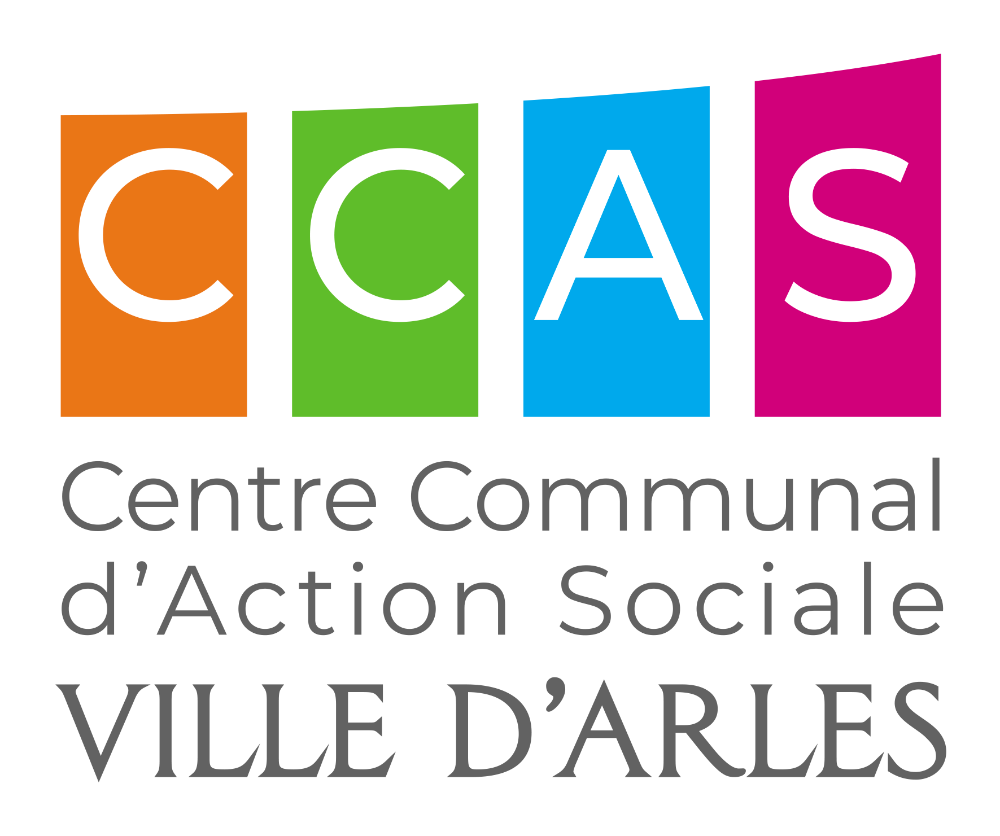 CCAS
Centre Communal
d’Action Sociale
VILLE D’ARLES